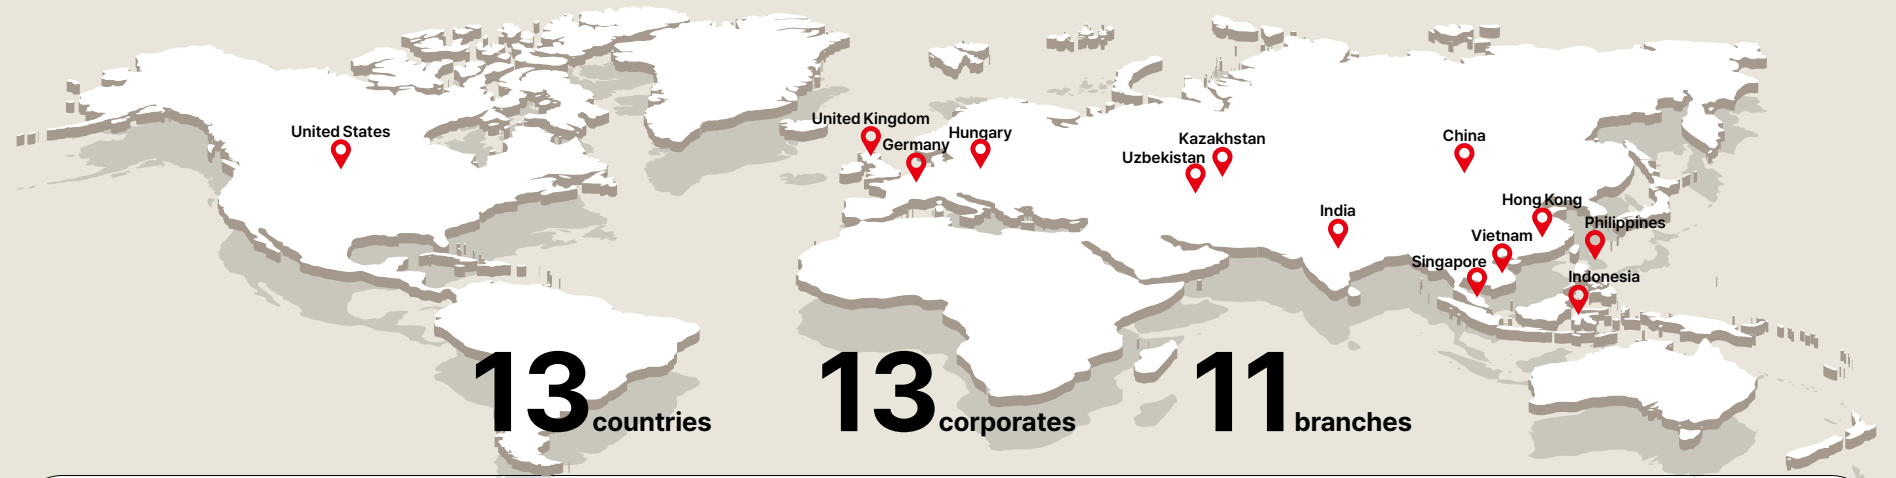 United States
United Kingdom
Germany
Hungary
Kazakhstan
Uzbekistan
China
India
Hong Kong
Philippines
Vietnam
Singapore
Indonesia
13 countries
13 corporates
11 branches